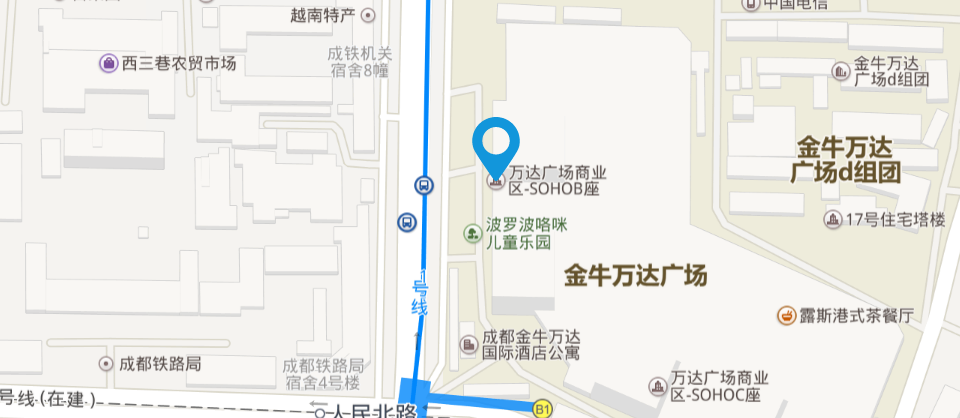 越南特产
中国电信
成铁机关
宿舍8幢
西三巷农贸市场
金牛万达
广场d组团
金牛万达
广场d组团
万达广场商业
区-SOHOB座
17号住宅塔楼
波罗波咯咪
儿童乐园
金牛万达广场
1号线
露斯港式茶餐厅
成都金牛万达
国际酒店公寓
成都铁路局
成都铁路局
宿舍4号楼
万达广场商业
区-SOHOC座
号线(在建)
人民北路
B1